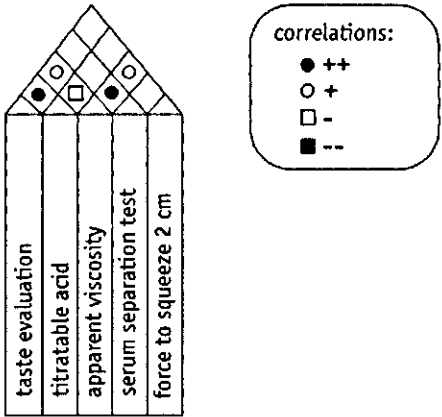 correlations:
● ++
○ +
□ -
■ --
taste evaluation
titratable acid
apparent viscosity
serum separation test
force to squeeze 2 cm